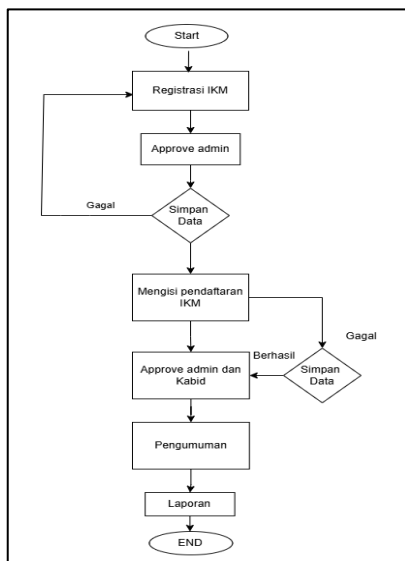 Start
Registrasi IKM
Approve admin
Gagal
Simpan
Data
Mengisi pendaftaran
IKM
Gagal
Berhasil
Simpan
Data
Approve admin dan
Kabid
Pengumuman
Laporan
END